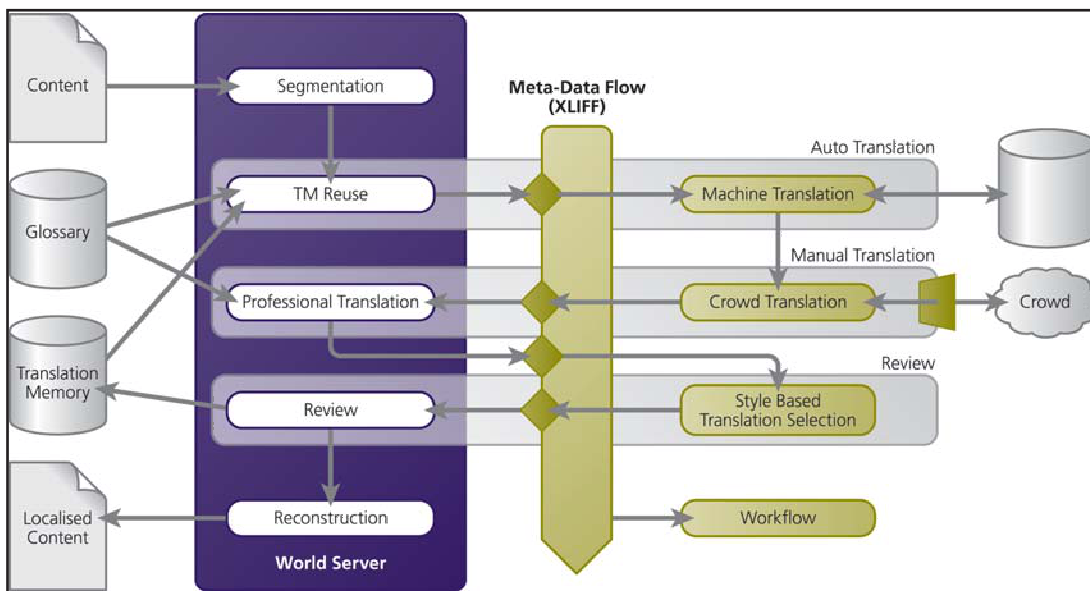 Content
Segmentation
Meta-Data Flow
(XLIFF)
Auto Translation
Glossary
TM Reuse
Machine Translation
Manual Translation
Professional Translation
Crowd Translation
Crowd
Translation
Memory
Review
Review
Style Based
Translation Selection
Localised
Content
Reconstruction
Workflow
World Server